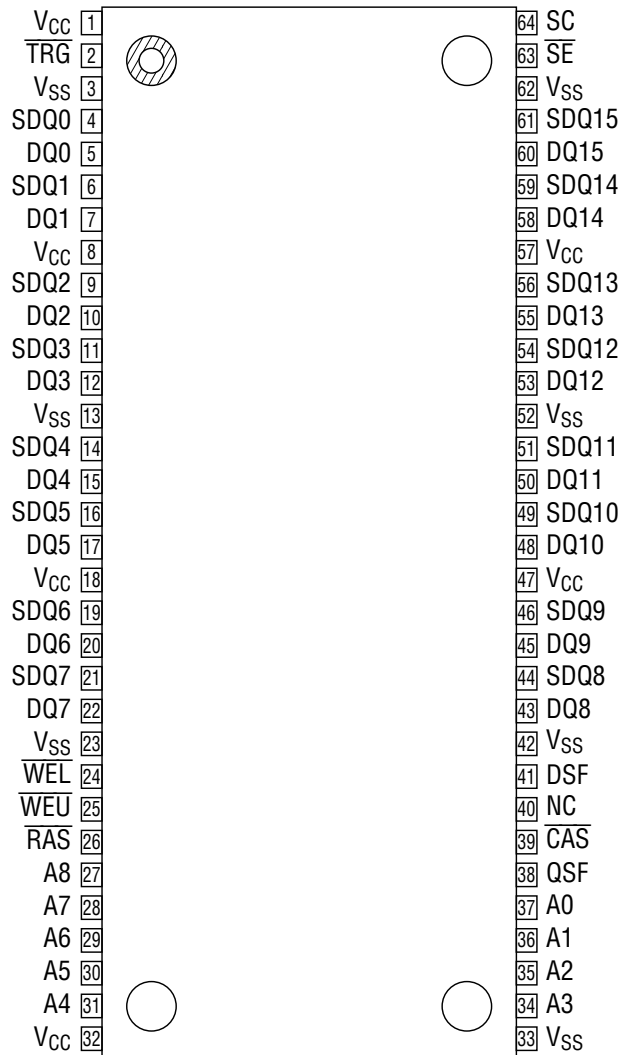 VCC 1 64 SC
TRG 2 63 SE
VSS 3 62 VSS
SDQ0 4 61 SDQ15
DQ0 5 60 DQ15
SDQ1 6 59 SDQ14
DQ1 7 58 DQ14
VCC 8 57 VCC
SDQ2 9 56 SDQ13
DQ2 10 55 DQ13
SDQ3 11 54 SDQ12
DQ3 12 53 DQ12
VSS 13 52 VSS
SDQ4 14 51 SDQ11
DQ4 15 50 DQ11
SDQ5 16 49 SDQ10
DQ5 17 48 DQ10
VCC 18 47 VCC
SDQ6 19 46 SDQ9
DQ6 20 45 DQ9
SDQ7 21 44 SDQ8
DQ7 22 43 DQ8
VSS 23 42 VSS
WEL 24 41 DSF
WEU 25 40 NC
RAS 26 39 CAS
A8 27 38 QSF
A7 28 37 A0
A6 29 36 A1
A5 30 35 A2
A4 31 34 A3
VCC 32 33 VSS